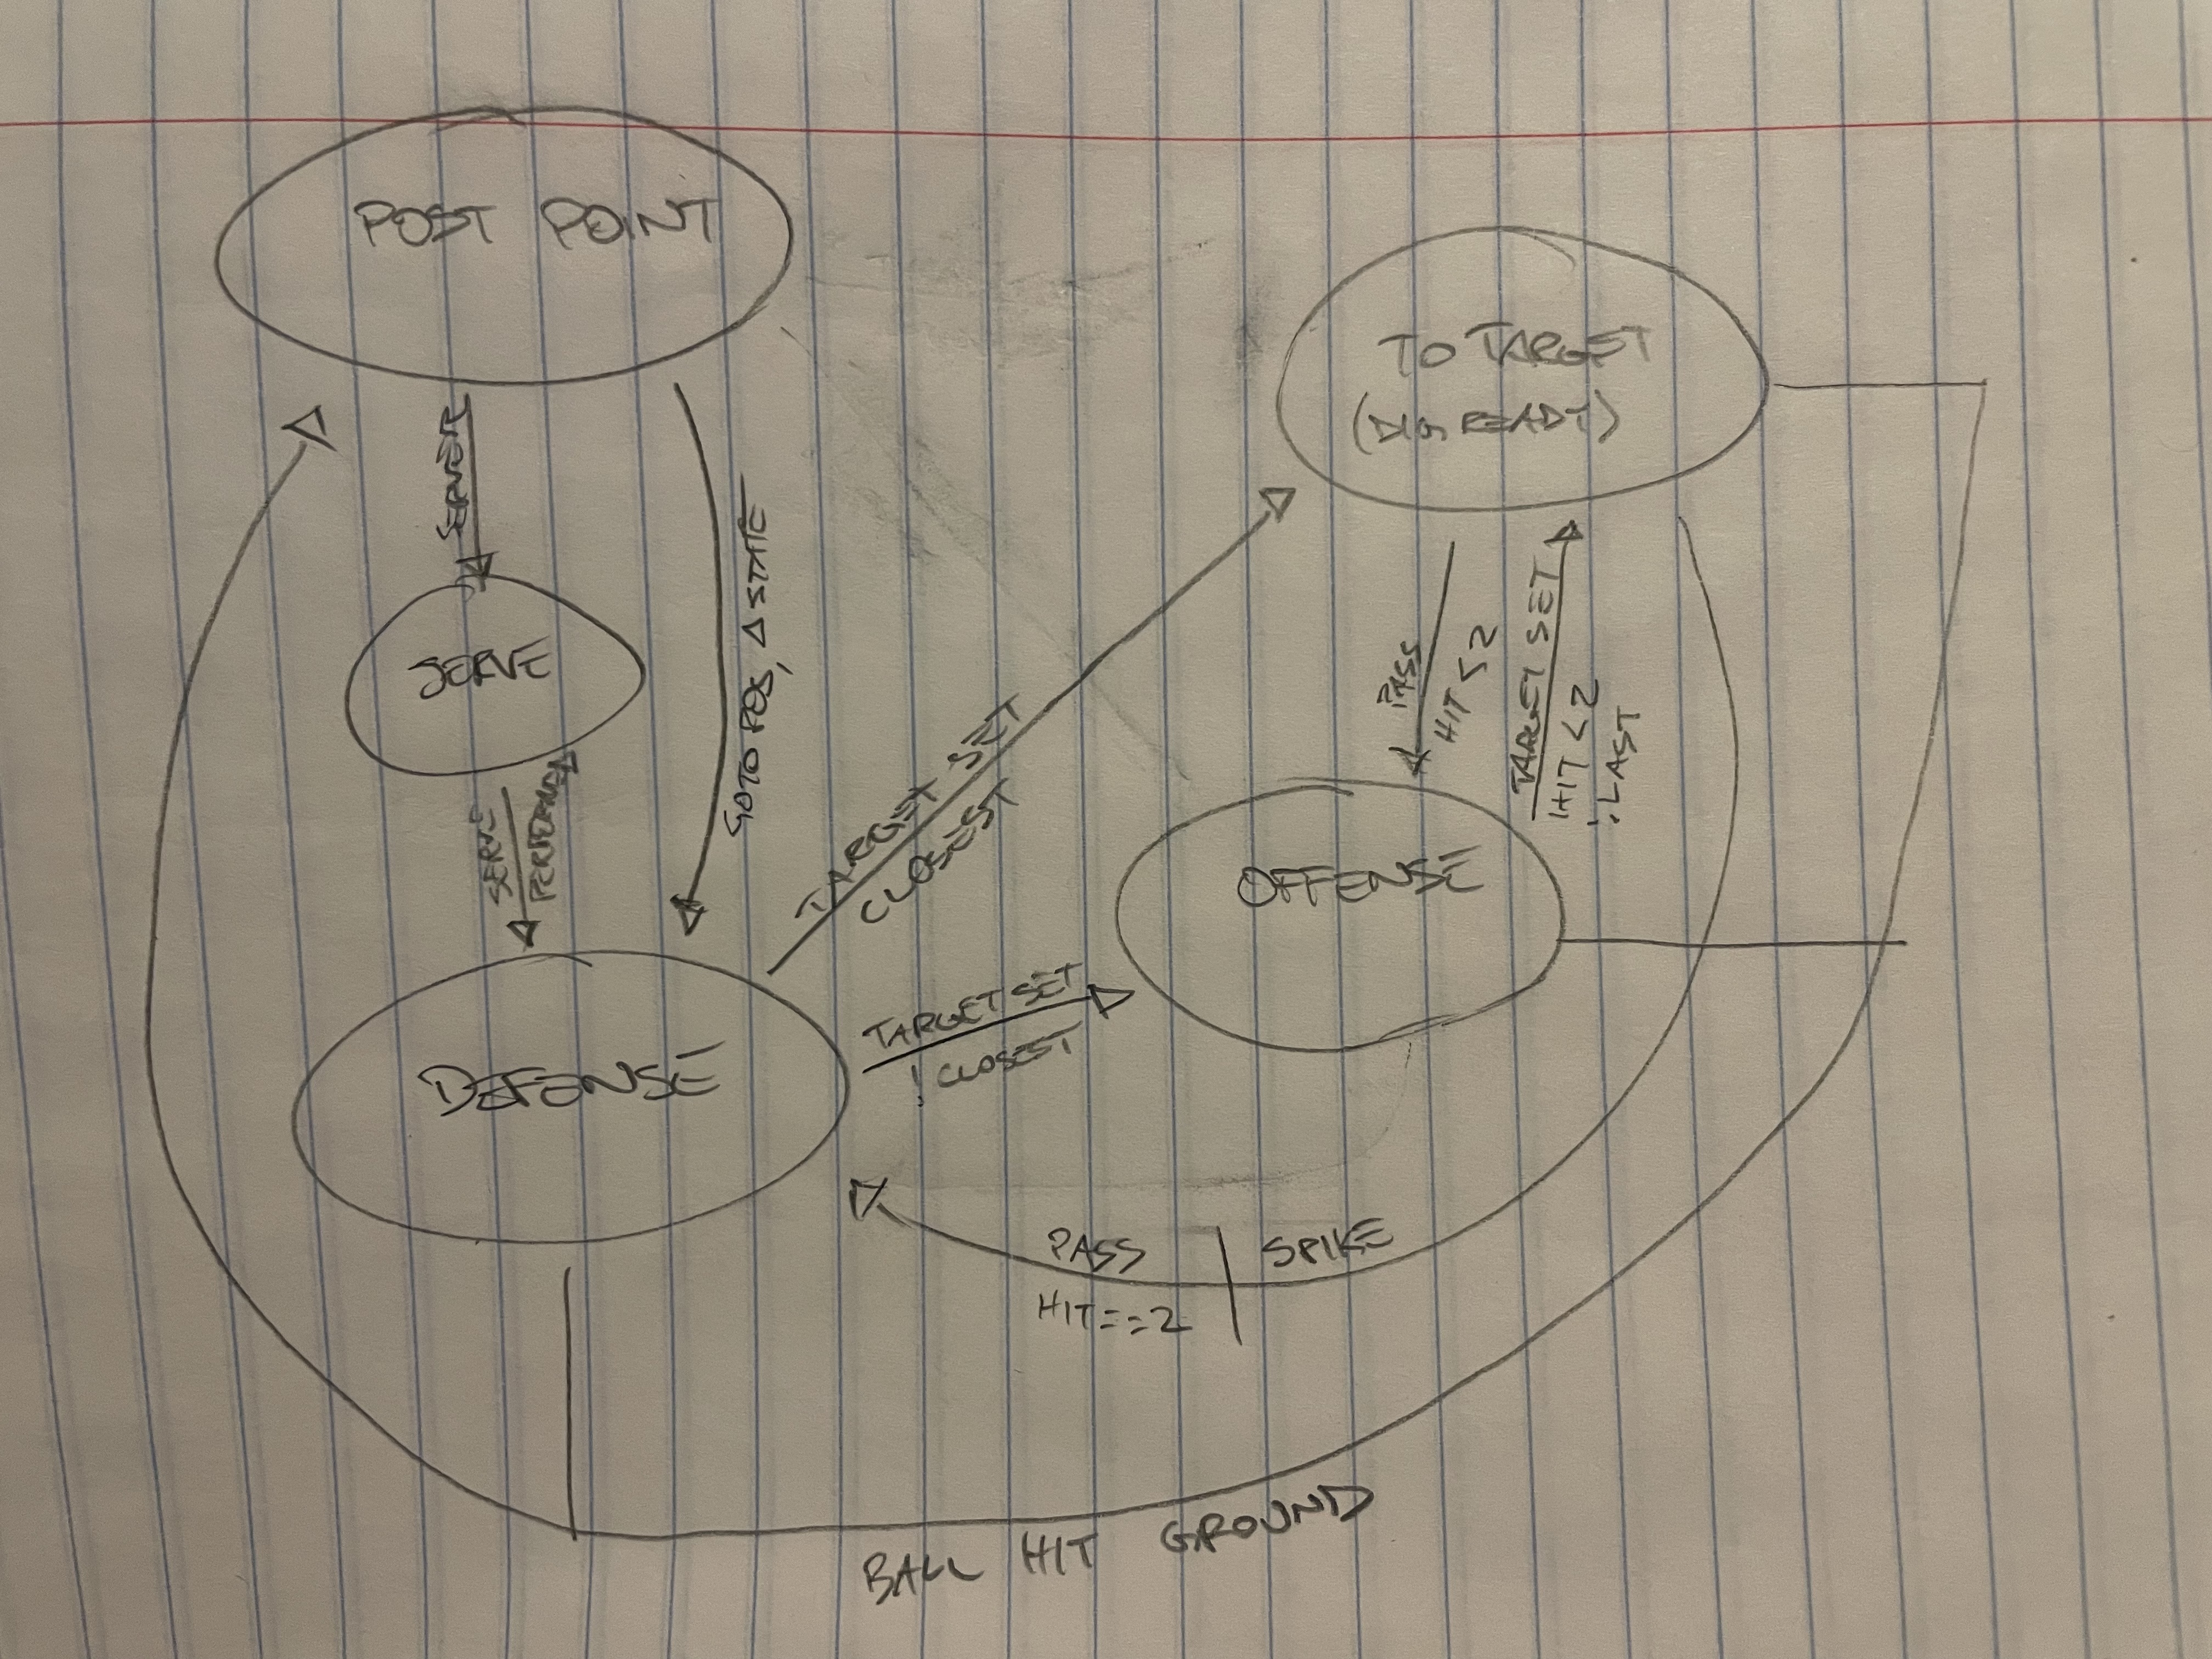 POST POINT
TO TARGET
(DIG READY)
SERVER
GOTO POS, Δ STATE
SERVE
PASS
HIT < 2
TARGET SET
HIT < 2
!LAST
SERVE
PERFORMED
TARGET SET
CLOSEST
OFFENSE
TARGET SET
! CLOSEST
DEFENSE
PASS
HIT==2
SPIKE
BALL HIT GROUND